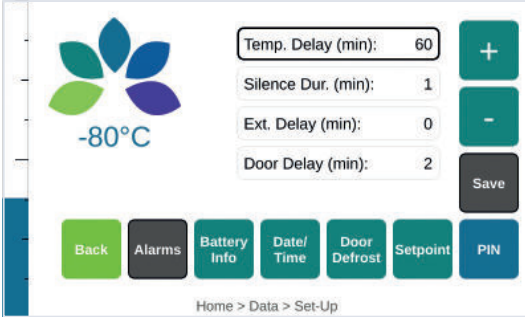 Temp. Delay (min): 60
+
Silence Dur. (min): 1
-80°C
Ext. Delay (min): 0
-
Door Delay (min): 2
Save
Back
Alarms
Battery
Info
Date/
Time
Door
Defrost
Setpoint
PIN
Home > Data > Set-Up